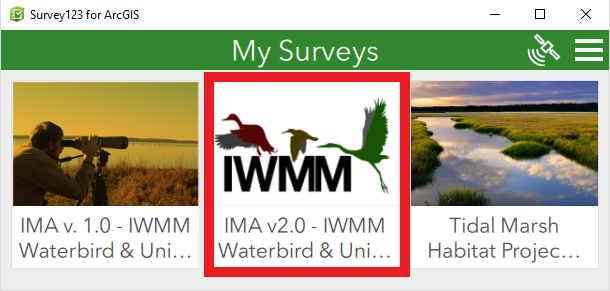 Survey123 for ArcGIS
My Surveys
IWMM
IMA v. 1.0 - IWMM
Waterbird & Uni...
IMA v2.0 - IWMM
Waterbird & Uni...
Tidal Marsh
Habitat Projec...